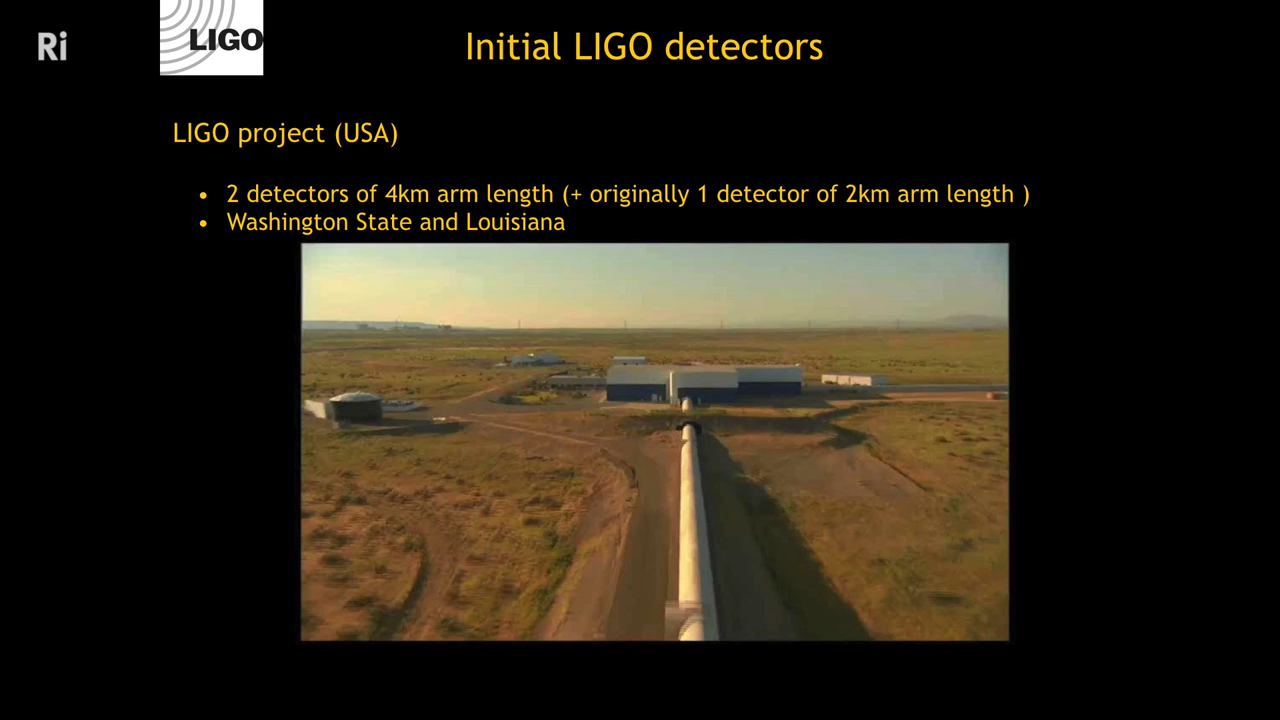 Ri
LIGO
Initial LIGO detectors
LIGO project (USA)
• 2 detectors of 4km arm length (+ originally 1 detector of 2km arm length )
• Washington State and Louisiana